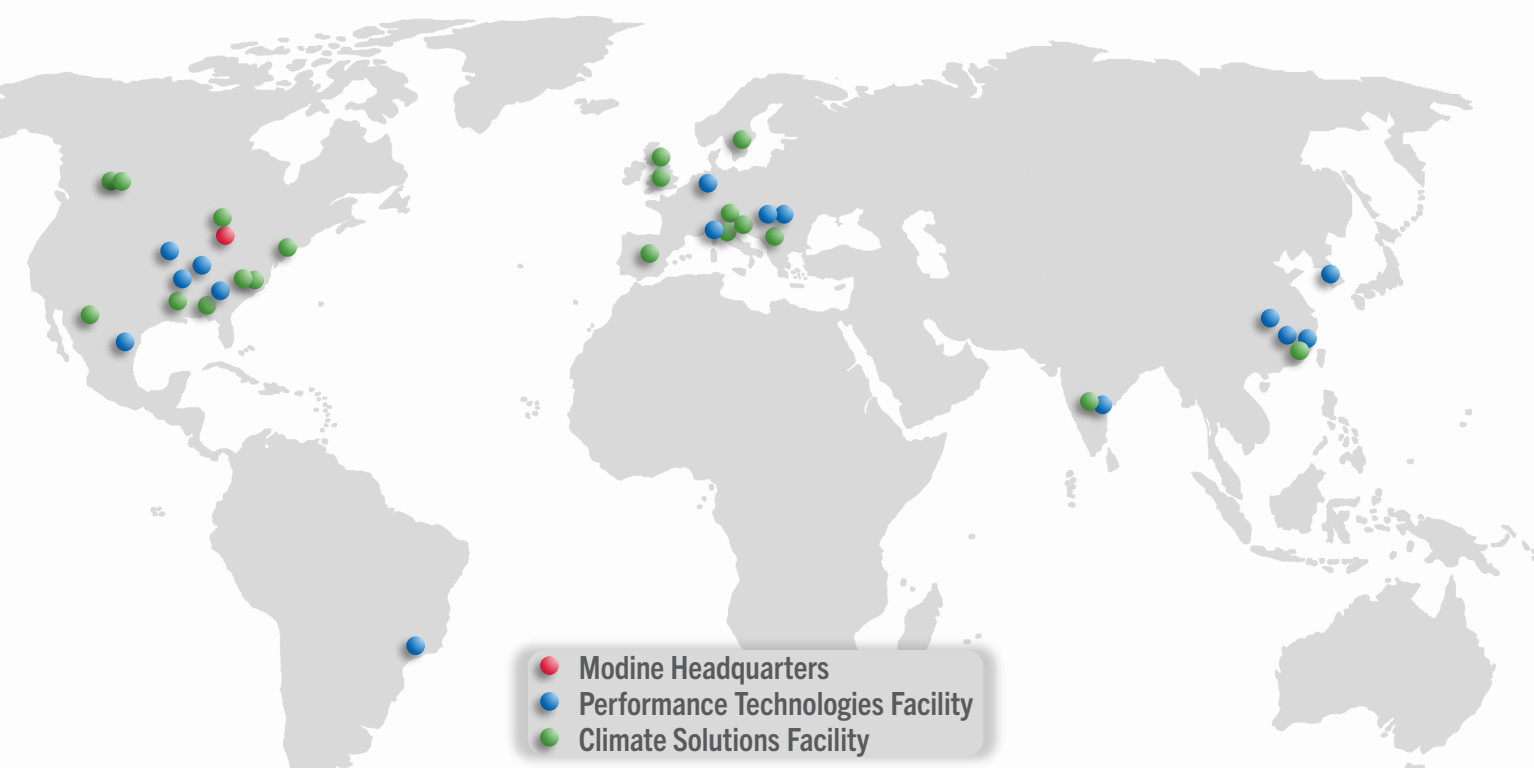 Modine Headquarters
Performance Technologies Facility
Climate Solutions Facility